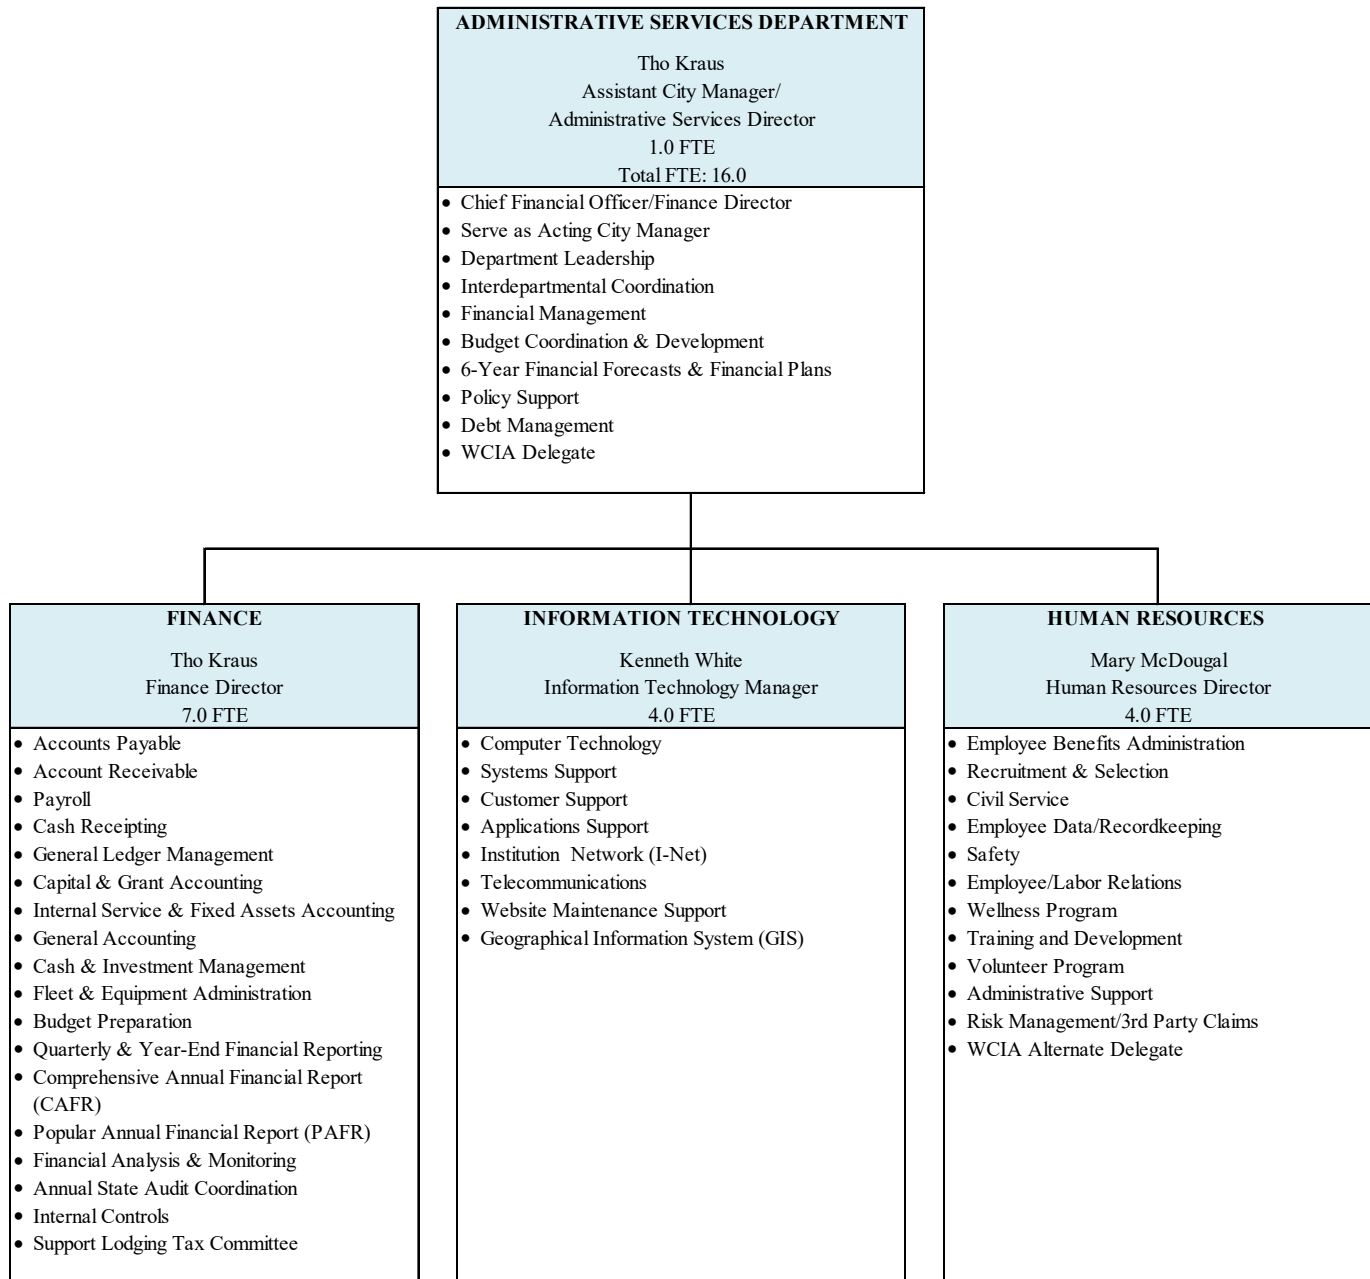 ADMINISTRATIVE SERVICES DEPARTMENT
Tho Kraus
Assistant City Manager/
Administrative Services Director
1.0 FTE
Total FTE: 16.0
• Chief Financial Officer/Finance Director
• Serve as Acting City Manager
• Department Leadership
• Interdepartmental Coordination
• Financial Management
• Budget Coordination & Development
• 6-Year Financial Forecasts & Financial Plans
• Policy Support
• Debt Management
• WCIA Delegate
FINANCE
Tho Kraus
Finance Director
7.0 FTE
• Accounts Payable
• Account Receivable
• Payroll
• Cash Receipting
• General Ledger Management
• Capital & Grant Accounting
• Internal Service & Fixed Assets Accounting
• General Accounting
• Cash & Investment Management
• Fleet & Equipment Administration
• Budget Preparation
• Quarterly & Year-End Financial Reporting
• Comprehensive Annual Financial Report
(CAFR)
• Popular Annual Financial Report (PAFR)
• Financial Analysis & Monitoring
• Annual State Audit Coordination
• Internal Controls
• Support Lodging Tax Committee
INFORMATION TECHNOLOGY
Kenneth White
Information Technology Manager
4.0 FTE
• Computer Technology
• Systems Support
• Customer Support
• Applications Support
• Institution Network (I-Net)
• Telecommunications
• Website Maintenance Support
• Geographical Information System (GIS)
HUMAN RESOURCES
Mary McDougal
Human Resources Director
4.0 FTE
• Employee Benefits Administration
• Recruitment & Selection
• Civil Service
• Employee Data/Recordkeeping
• Safety
• Employee/Labor Relations
• Wellness Program
• Training and Development
• Volunteer Program
• Administrative Support
• Risk Management/3rd Party Claims
• WCIA Alternate Delegate